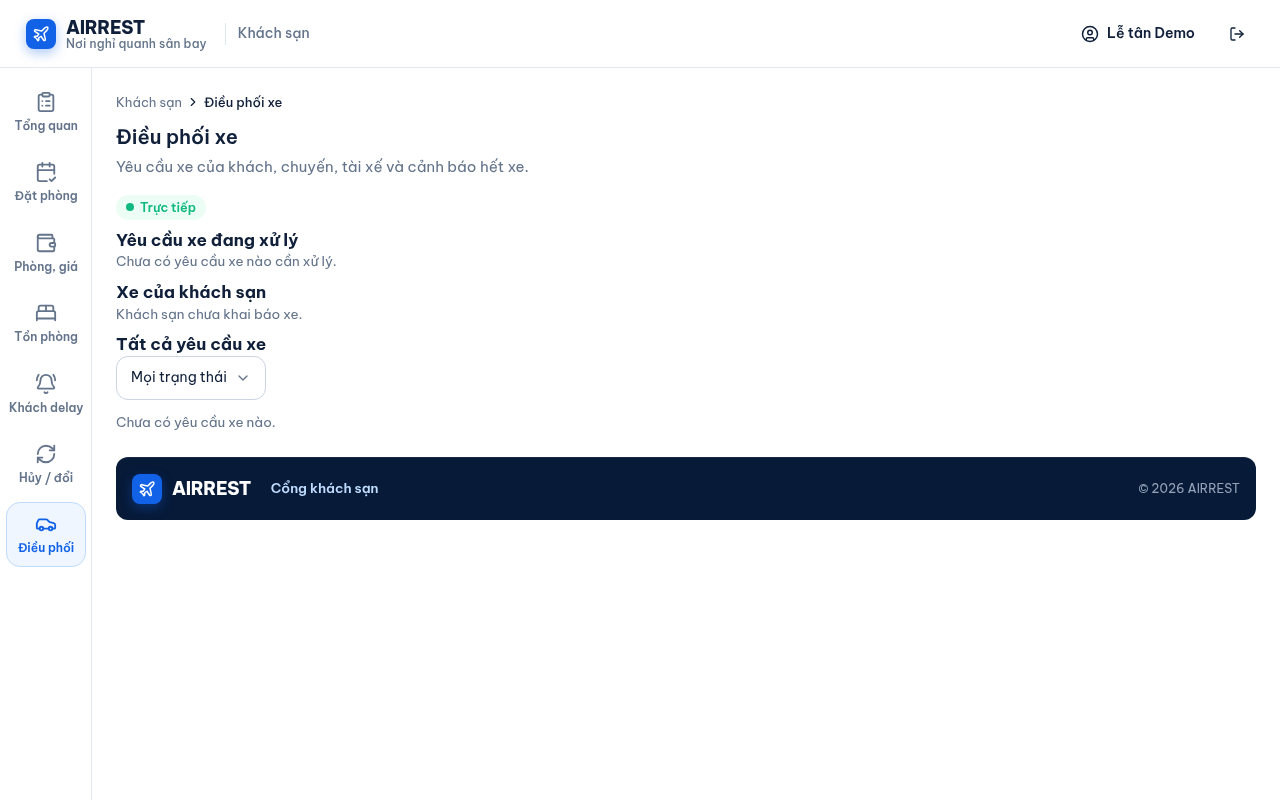 AIRREST
Nơi nghỉ quanh sân bay
Khách sạn
Lễ tân Demo
Tổng quan
Đặt phòng
Phòng, giá
Tồn phòng
Khách delay
Hủy / đổi
Điều phối
Khách sạn > Điều phối xe
Điều phối xe
Yêu cầu xe của khách, chuyến, tài xế và cảnh báo hết xe.
Trực tiếp
Yêu cầu xe đang xử lý
Chưa có yêu cầu xe nào cần xử lý.
Xe của khách sạn
Khách sạn chưa khai báo xe.
Tất cả yêu cầu xe
Mọi trạng thái
Chưa có yêu cầu xe nào.
AIRREST
Cổng khách sạn
© 2026 AIRREST